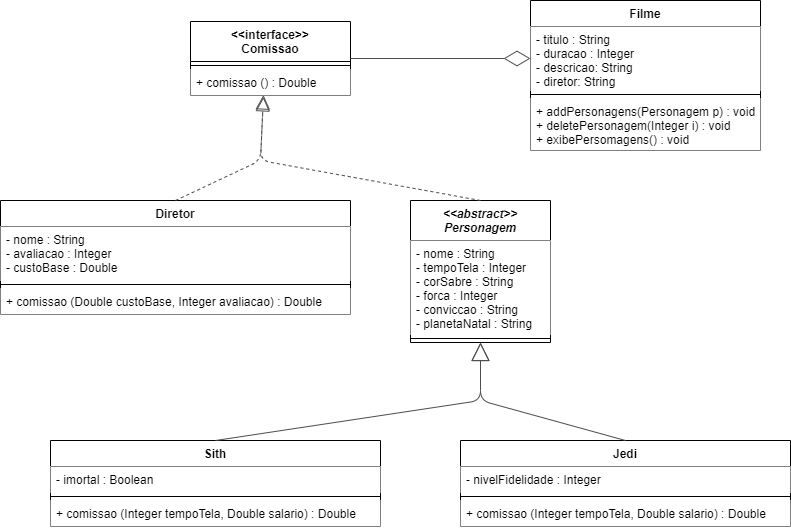 <<interface>>
Comissao
+ comissao () : Double
Filme
- titulo : String
- duracao : Integer
- descricao: String
- diretor: String
+ addPersonagens(Personagem p) : void
+ deletePersonagem(Integer i) : void
+ exibePersomagens() : void
Diretor
- nome : String
- avaliacao : Integer
- custoBase : Double
+ comissao (Double custoBase, Integer avaliacao) : Double
<<abstract>>
Personagem
- nome : String
- tempoTela : Integer
- corSabre : String
- forca : Integer
- conviccao : String
- planetaNatal : String
Sith
- imortal : Boolean
+ comissao (Integer tempoTela, Double salario) : Double
Jedi
- nivelFidelidade : Integer
+ comissao (Integer tempoTela, Double salario) : Double